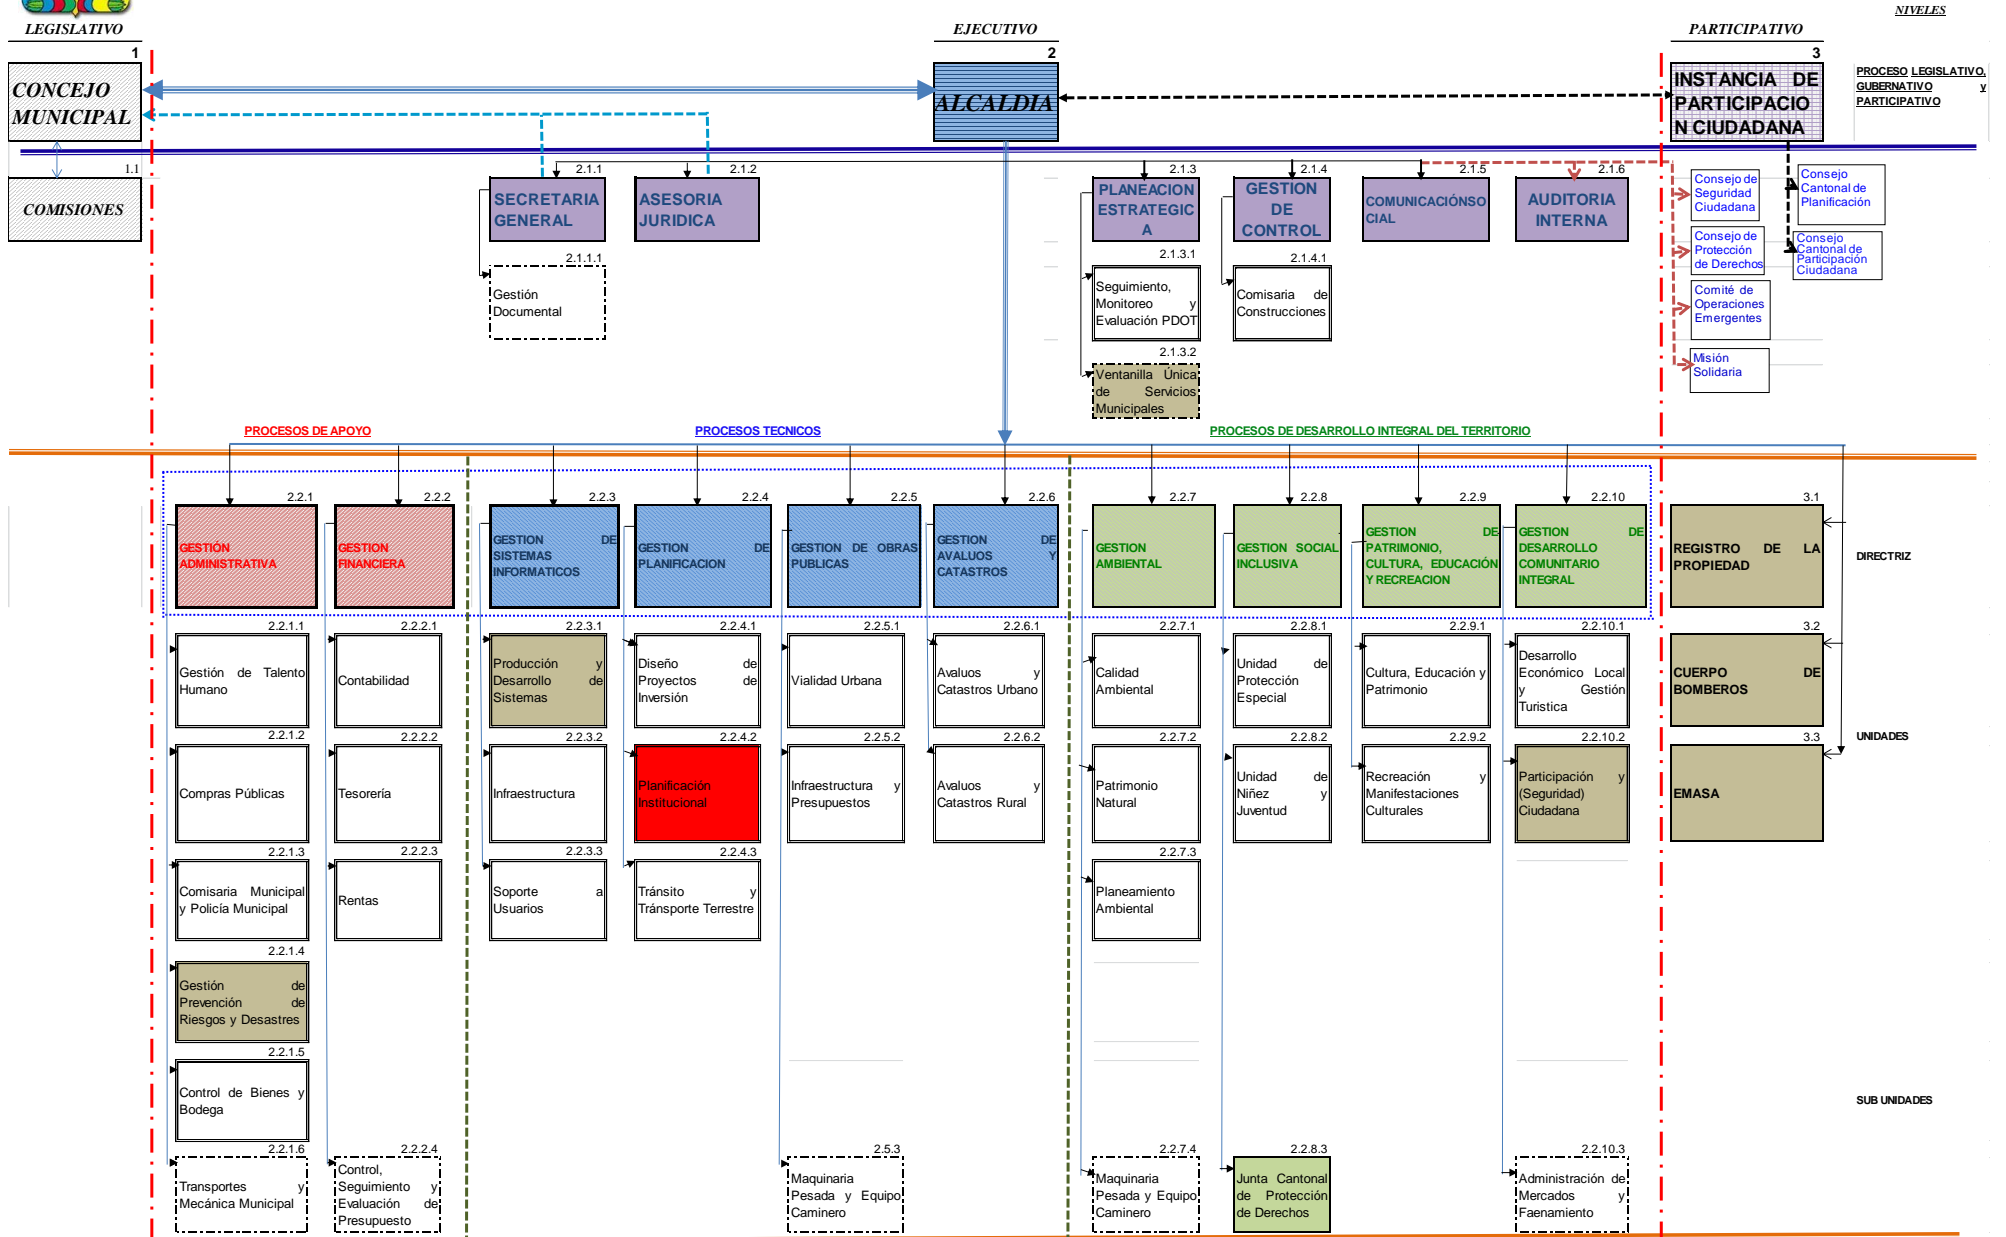 NIVELES
LEGISLATIVO
EJECUTIVO
PARTICIPATIVO
1
2
3
CONCEJO
MUNICIPAL
ALCALDIA
INSTANCIA DE
PARTICIPACIO
N CIUDADANA
PROCESO LEGISLATIVO,
GUBERNATIVO y
PARTICIPATIVO
1.1
COMISIONES
2.1.1
SECRETARIA
GENERAL
2.1.2
ASESORIA
JURIDICA
2.1.3
PLANEACION
ESTRATEGIC
A
2.1.4
GESTION
DE
CONTROL
2.1.5
COMUNICACIÓNSO
CIAL
2.1.6
AUDITORIA
INTERNA
Consejo de
Seguridad
Ciudadana
Consejo
Cantonal de
Planificación
Consejo de
Protección
de Derechos
Consejo
Cantonal de
Participación
Ciudadana
Comité de
Operaciones
Emergentes
Misión
Solidaria
2.1.1.1
Gestión
Documental
2.1.3.1
Seguimiento,
Monitoreo y
Evaluación PDOT
2.1.4.1
Comisaria de
Construcciones
2.1.3.2
Ventanilla Única
de Servicios
Municipales
PROCESOS DE APOYO
PROCESOS TECNICOS
PROCESOS DE DESARROLLO INTEGRAL DEL TERRITORIO
2.2.1
GESTIÓN
ADMINISTRATIVA
2.2.2
GESTION
FINANCIERA
2.2.3
GESTION DE
SISTEMAS
INFORMATICOS
2.2.4
GESTION DE
PLANIFICACION
2.2.5
GESTION DE OBRAS
PUBLICAS
2.2.6
GESTION DE
AVALUOS Y
CATASTROS
2.2.7
GESTION
AMBIENTAL
2.2.8
GESTION SOCIAL
INCLUSIVA
2.2.9
GESTION DE
PATRIMONIO,
CULTURA, EDUCACIÓN
Y RECREACION
2.2.10
GESTION DE
DESARROLLO
COMUNITARIO
INTEGRAL
3.1
REGISTRO DE LA
PROPIEDAD
DIRECTRIZ
2.2.1.1
Gestión de Talento
Humano
2.2.2.1
Contabilidad
2.2.3.1
Producción y
Desarrollo de
Sistemas
2.2.4.1
Diseño de
Proyectos de
Inversión
2.2.5.1
Vialidad Urbana
2.2.6.1
Avaluos y
Catastros Urbano
2.2.7.1
Calidad
Ambiental
2.2.8.1
Unidad de
Protección
Especial
2.2.9.1
Cultura, Educación y
Patrimonio
2.2.10.1
Desarrollo
Económico Local
y Gestión
Turistica
3.2
CUERPO DE
BOMBEROS
UNIDADES
2.2.1.2
Compras Públicas
2.2.2.2
Tesorería
2.2.3.2
Infraestructura
2.2.4.2
Planificación
Institucional
2.2.5.2
Infraestructura y
Presupuestos
2.2.6.2
Avaluos y
Catastros Rural
2.2.7.2
Patrimonio
Natural
2.2.8.2
Unidad de
Niñez y
Juventud
2.2.9.2
Recreación y
Manifestaciones
Culturales
2.2.10.2
Participación y
(Seguridad)
Ciudadana
3.3
EMASA
2.2.1.3
Comisaria Municipal
y Policía Municipal
2.2.2.3
Rentas
2.2.3.3
Soporte a
Usuarios
2.2.4.3
Tránsito y
Tránsporte Terrestre
2.2.7.3
Planeamiento
Ambiental
2.2.1.4
Gestión de
Prevención de
Riesgos y Desastres
2.2.1.5
Control de Bienes y
Bodega
SUB UNIDADES
2.2.1.6
Transportes y
Mecánica Municipal
2.2.2.4
Control,
Seguimiento y
Evaluación de
Presupuesto
2.5.3
Maquinaria
Pesada y Equipo
Caminero
2.2.7.4
Maquinaria
Pesada y Equipo
Caminero
2.2.8.3
Junta Cantonal
de Protección
de Derechos
2.2.10.3
Administración de
Mercados y
Faenamiento